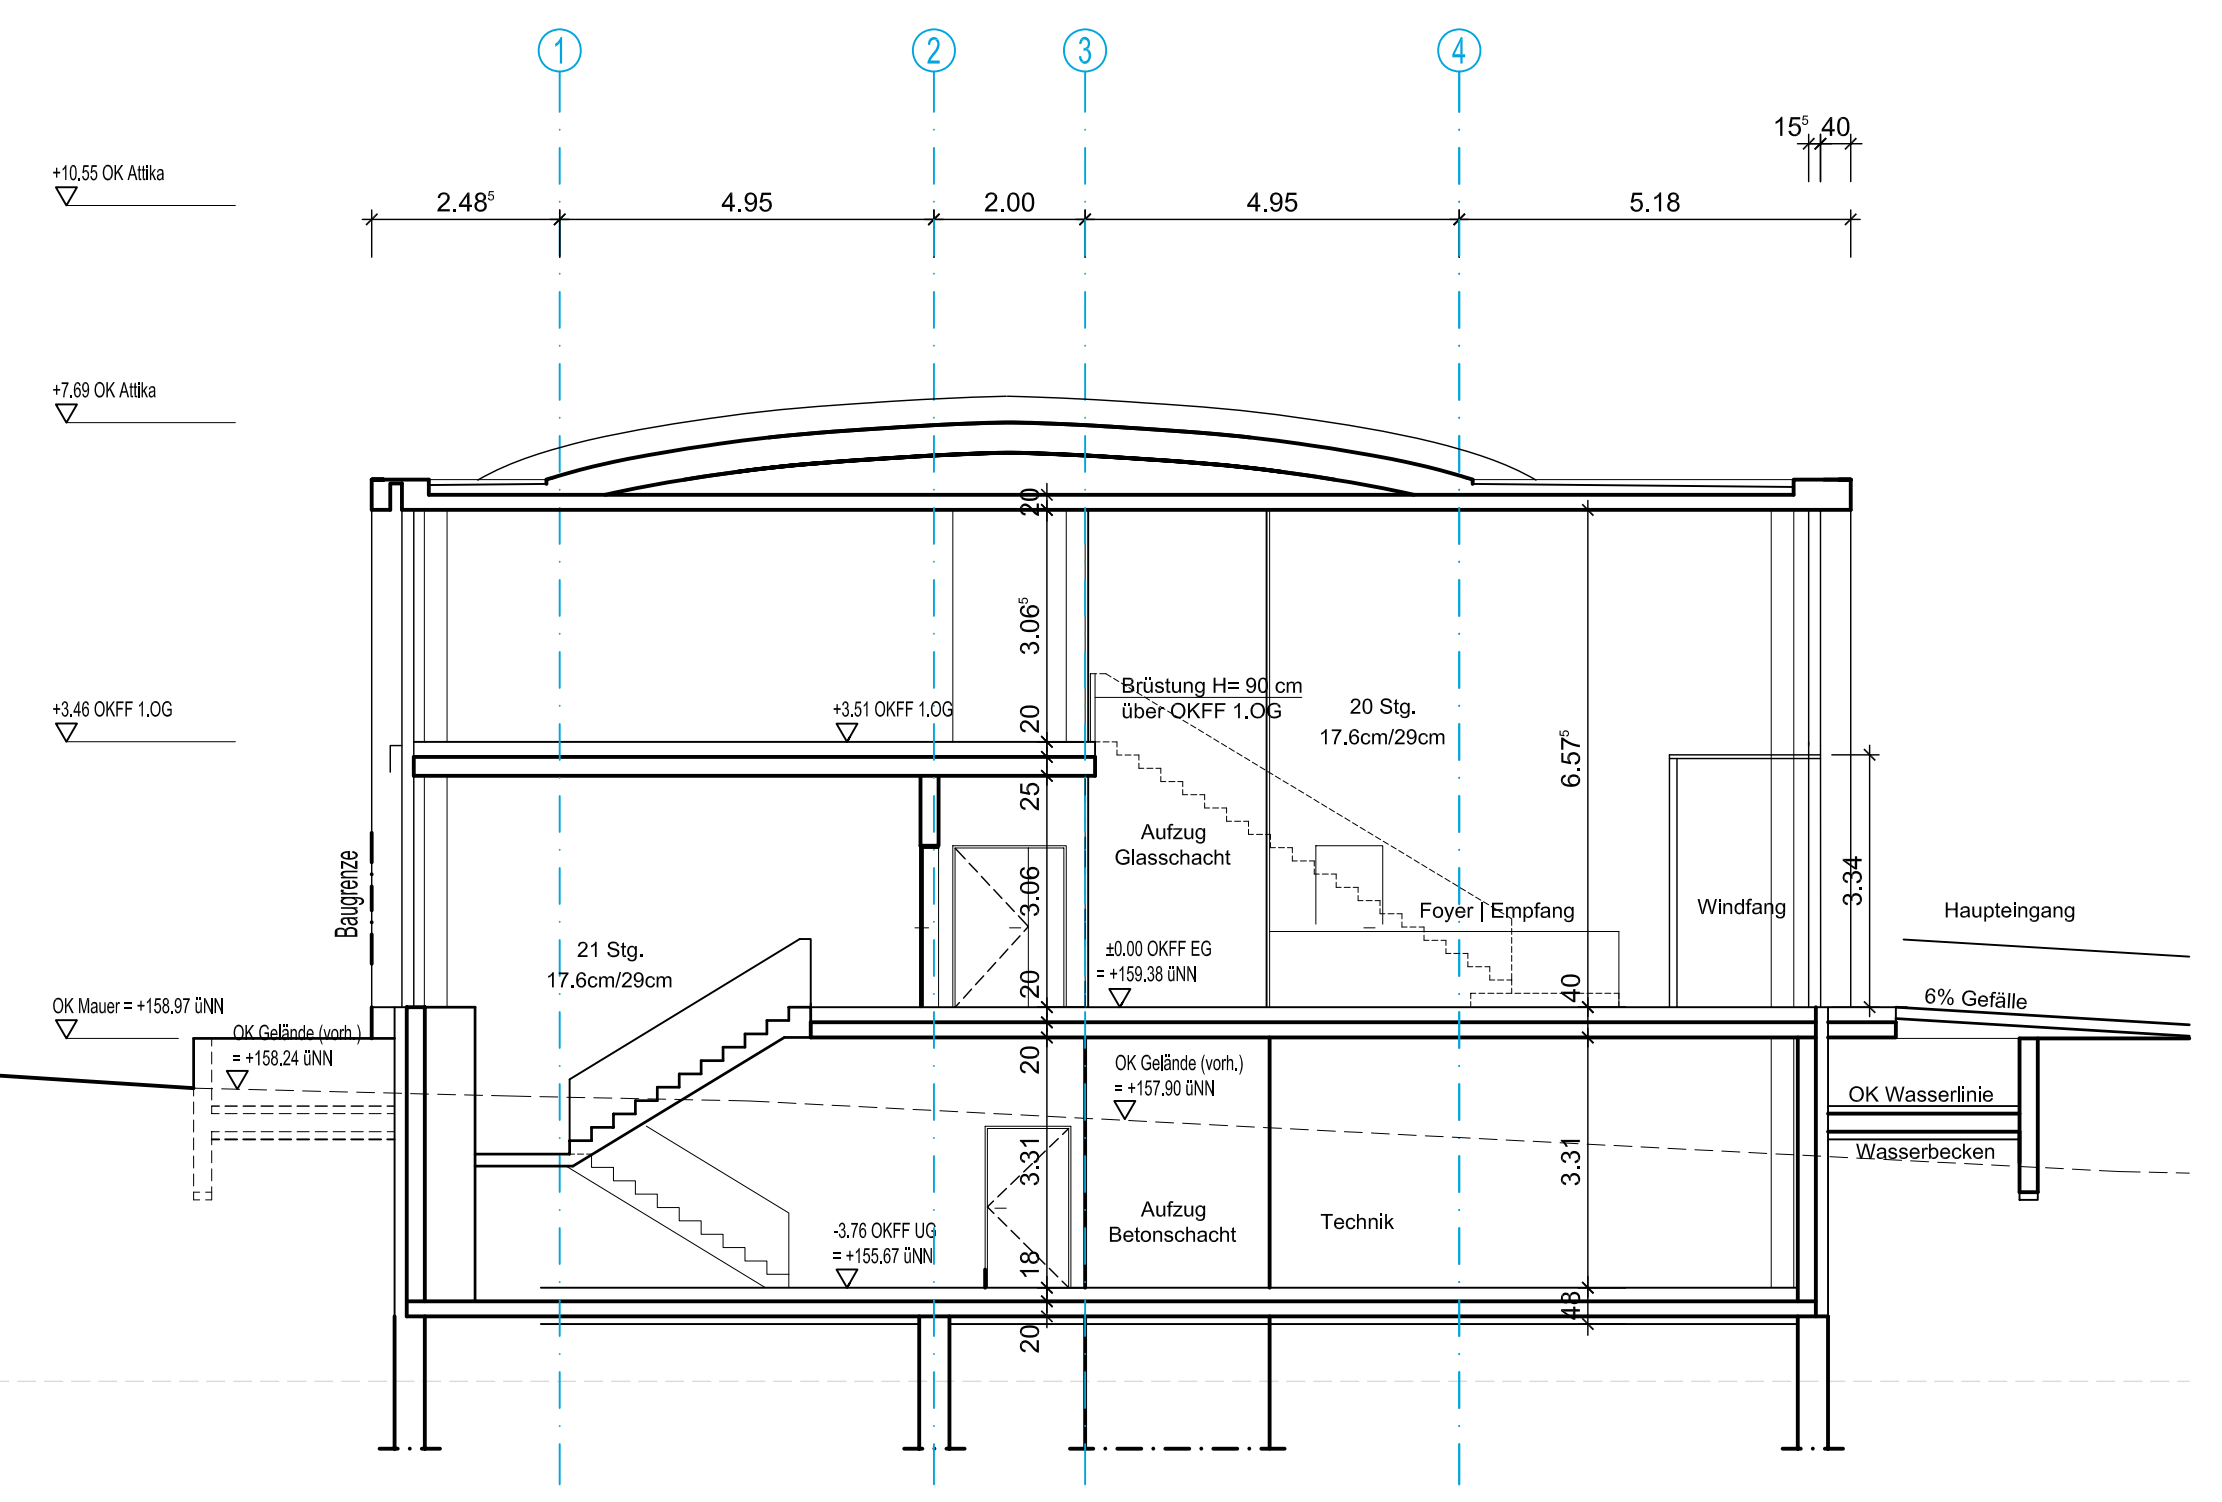 1
2
3
4
15⁵ 40
+10.55 OK Attika
2.48⁵
4.95
2.00
4.95
5.18
+7.69 OK Attika
20
3.06⁵
+3.46 OKFF 1.OG
+3.51 OKFF 1.OG
20
Brüstung H= 90 cm
über OKFF 1.OG
20 Stg.
17.6cm/29cm
6.57⁵
25
Aufzug
Glasschacht
Baugrenze
3.06
3.34
Foyer | Empfang
Windfang
Haupteingang
21 Stg.
17.6cm/29cm
±0.00 OKFF EG
= +159.38 üNN
20
40
6% Gefälle
OK Mauer = +158.97 üNN
OK Gelände (vorh.)
= +158.24 üNN
20
OK Gelände (vorh.)
= +157.90 üNN
OK Wasserlinie
Wasserbecken
3.31
3.31
Aufzug
Betonschacht
Technik
-3.76 OKFF UG
= +155.67 üNN
18
48
20